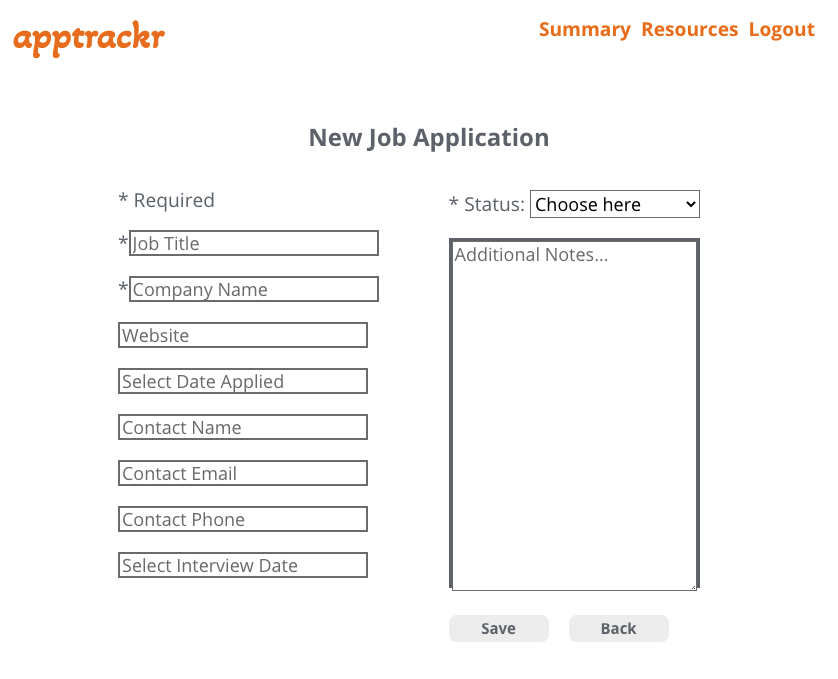 apptrackr
Summary Resources Logout
New Job Application
* Required
*Job Title
*Company Name
Website
Select Date Applied
Contact Name
Contact Email
Contact Phone
Select Interview Date
* Status: Choose here
Additional Notes...
Save Back